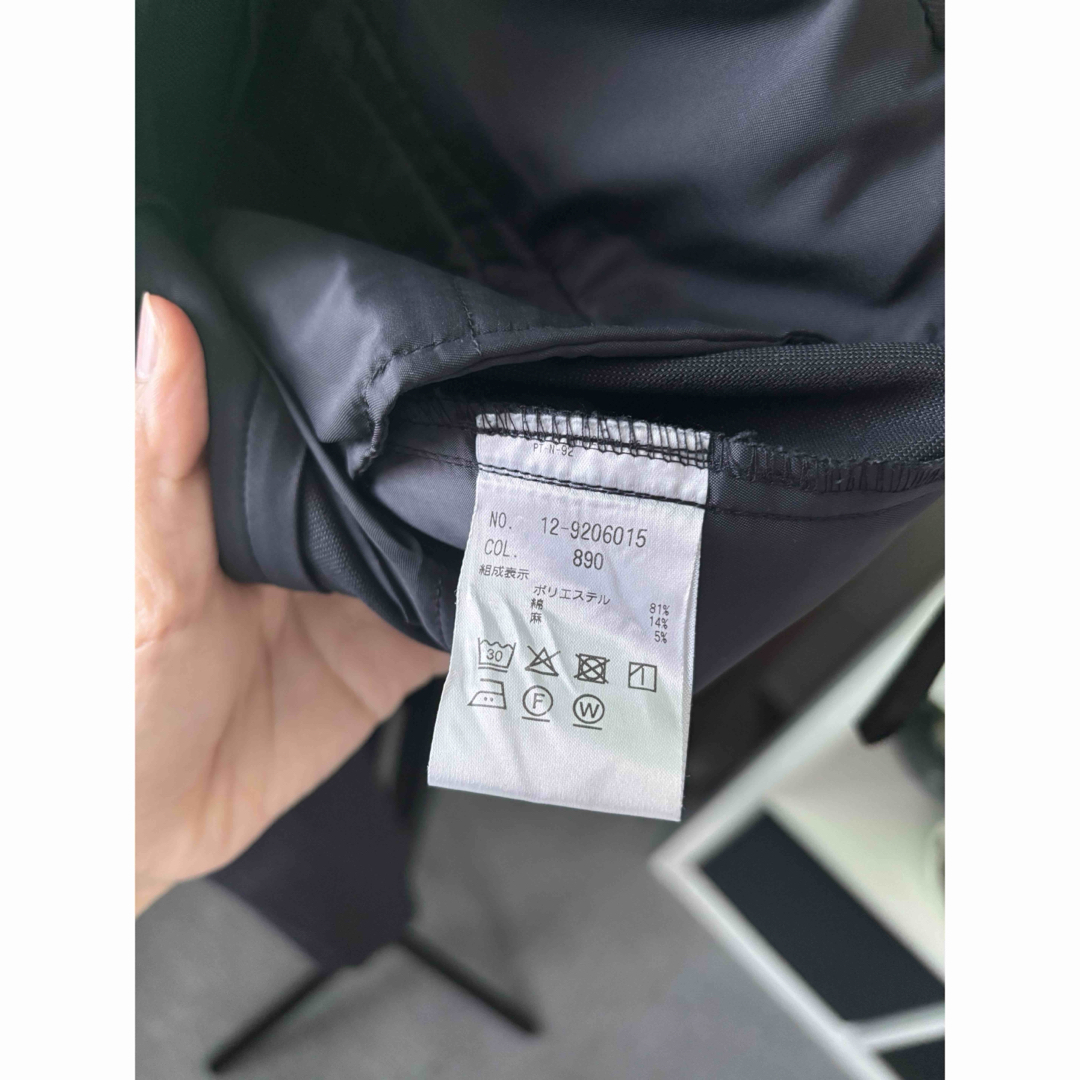 PT-N-92
NO. 12-9206015
COL. 890
組成表示
ポリエステル 81%
綿 14%
麻 5%
30
F W